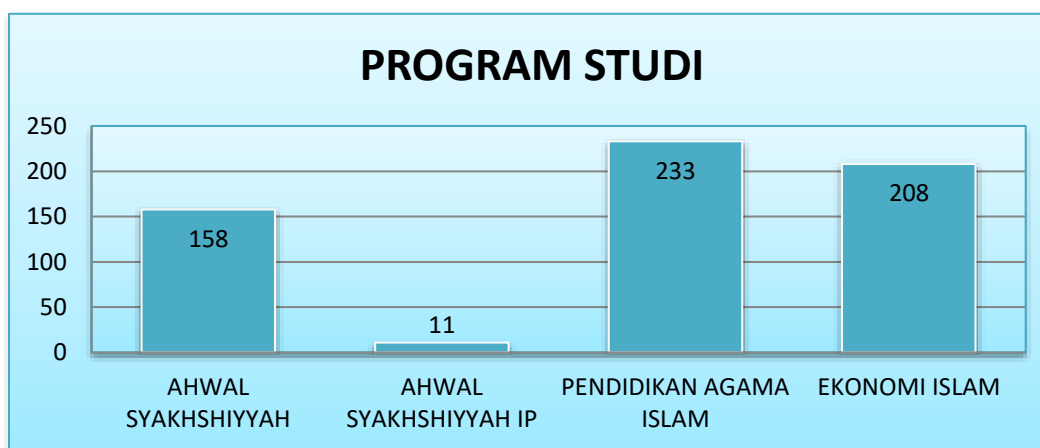 PROGRAM STUDI
250
200
150
100
50
0
158
11
233
208
AHWAL
SYAKHSHIYYAH
AHWAL
SYAKHSHIYYAH IP
PENDIDIKAN AGAMA
ISLAM
EKONOMI ISLAM